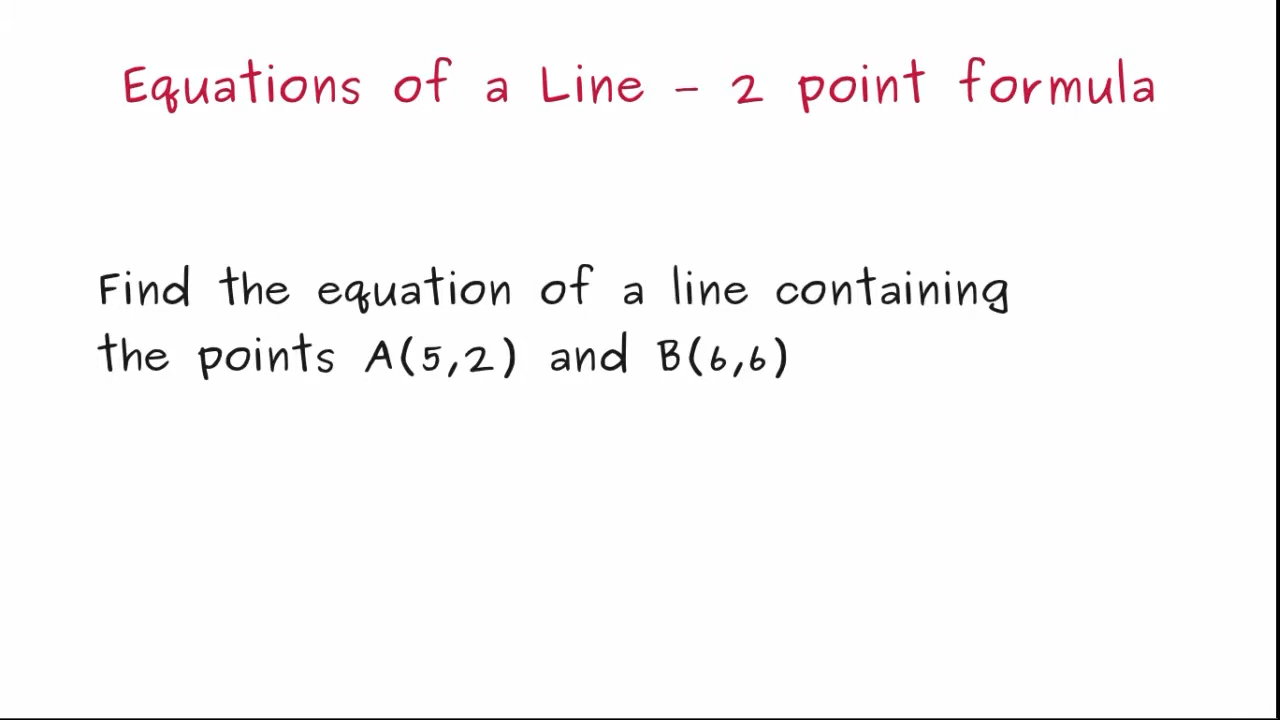 Equations of a Line - 2 point formula
Find the equation of a line containing
the points A(5,2) and B(6,6)